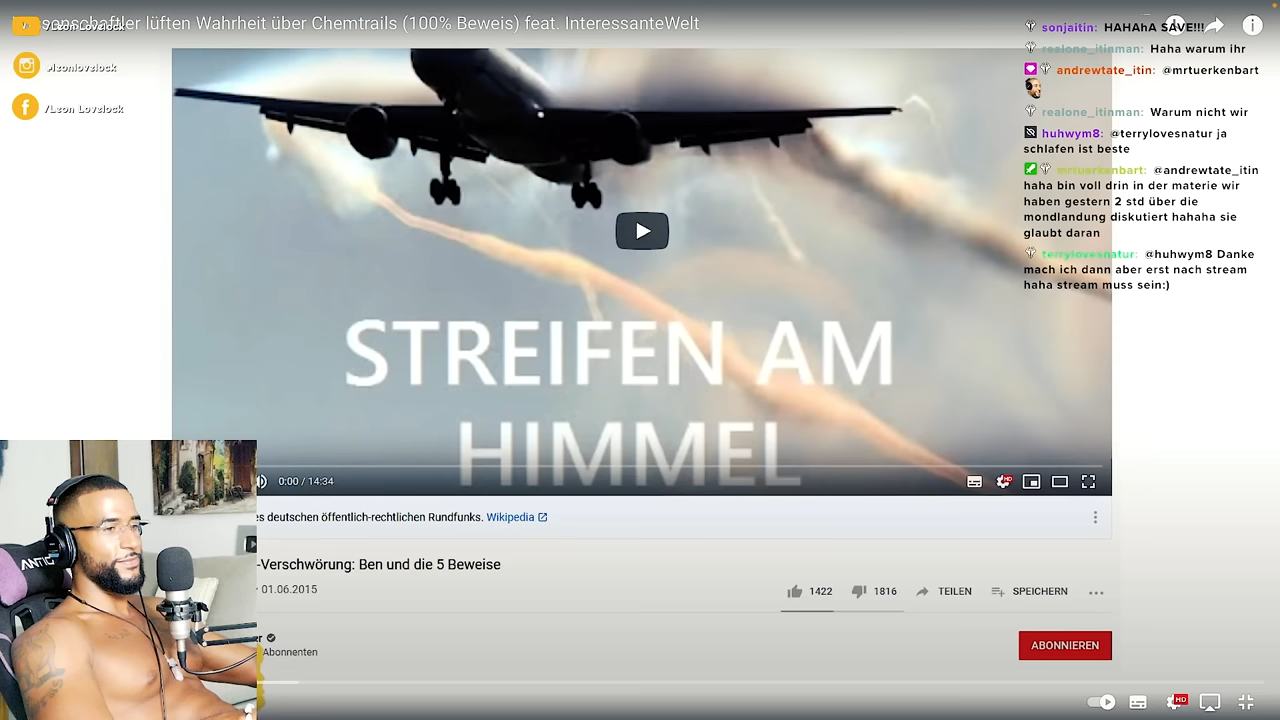 senschaftler lüften Wahrheit über Chemtrails (100% Beweis) feat. InteressanteWelt
/Leon Lovelock
/leonlovelock
/Leon Lovelock
STREIFEN AM
HIMMEL
0:00 / 14:34
HD
es deutschen öffentlich-rechtlichen Rundfunks. Wikipedia
-Verschwörung: Ben und die 5 Beweise
01.06.2015
1422
1816
TEILEN
SPEICHERN
Abonnenten
ABONNIEREN
HD
ANTIC
sonjaitin: HAHAhA SAVE!!!
realone_itinman: Haha warum ihr
andrewtate_itin: @mrtuerkenbart
realone_itinman: Warum nicht wir
huhwym8: @terrylovesnatur ja
schlafen ist beste
mrtuerkenbart: @andrewtate_itin
haha bin voll drin in der materie wir
haben gestern 2 std über die
mondlandung diskutiert hahaha sie
glaubt daran
terrylovesnatur: @huhwym8 Danke
mach ich dann aber erst nach stream
haha stream muss sein:)